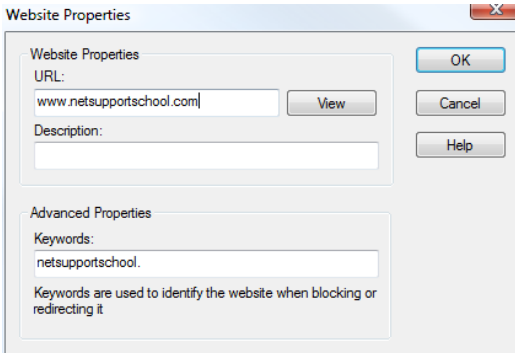 Website Properties
Website Properties
OK
URL:
www.netsupportschool.com
View
Cancel
Description:
Help
Advanced Properties
Keywords:
netsupportschool.
Keywords are used to identify the website when blocking or
redirecting it